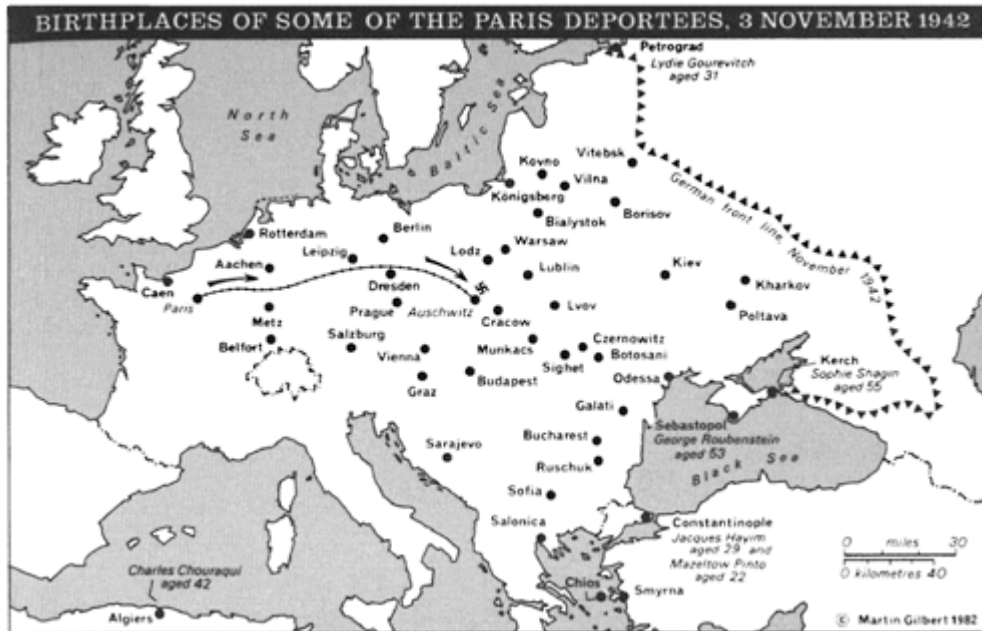 BIRTHPLACES OF SOME OF THE PARIS DEPORTEES, 3 NOVEMBER 1942
Petrograd
Lydie Gourevitch
aged 31
North
Sea
Baltic Sea
Vitebsk
Kovno
Vilna
Königsberg
German front line, November 1942
Borisov
Bialystok
Rotterdam
Berlin
Warsaw
Leipzig
Lodz
Aachen
Lublin
Kiev
Kharkov
Caen
Dresden
Paris
Prague
Auschwitz
Lvov
Poltava
Cracow
Metz
Salzburg
Czernowitz
Belfort
Vienna
Munkacs
Botosani
Kerch
Sighet
Sophie Shagin
aged 55
Budapest
Odessa
Graz
Galati
Sebastopol
George Roubenstein
aged 53
Bucharest
Sarajevo
Black Sea
Ruschuk
Sofia
Salonica
Constantinople
Jacques Hayim
aged 29 and
Mazeltow Pinto
aged 22
0 miles 30
0 kilometres 40
Charles Chouraqui
aged 42
Chios
Smyrna
Algiers
© Martin Gilbert 1982